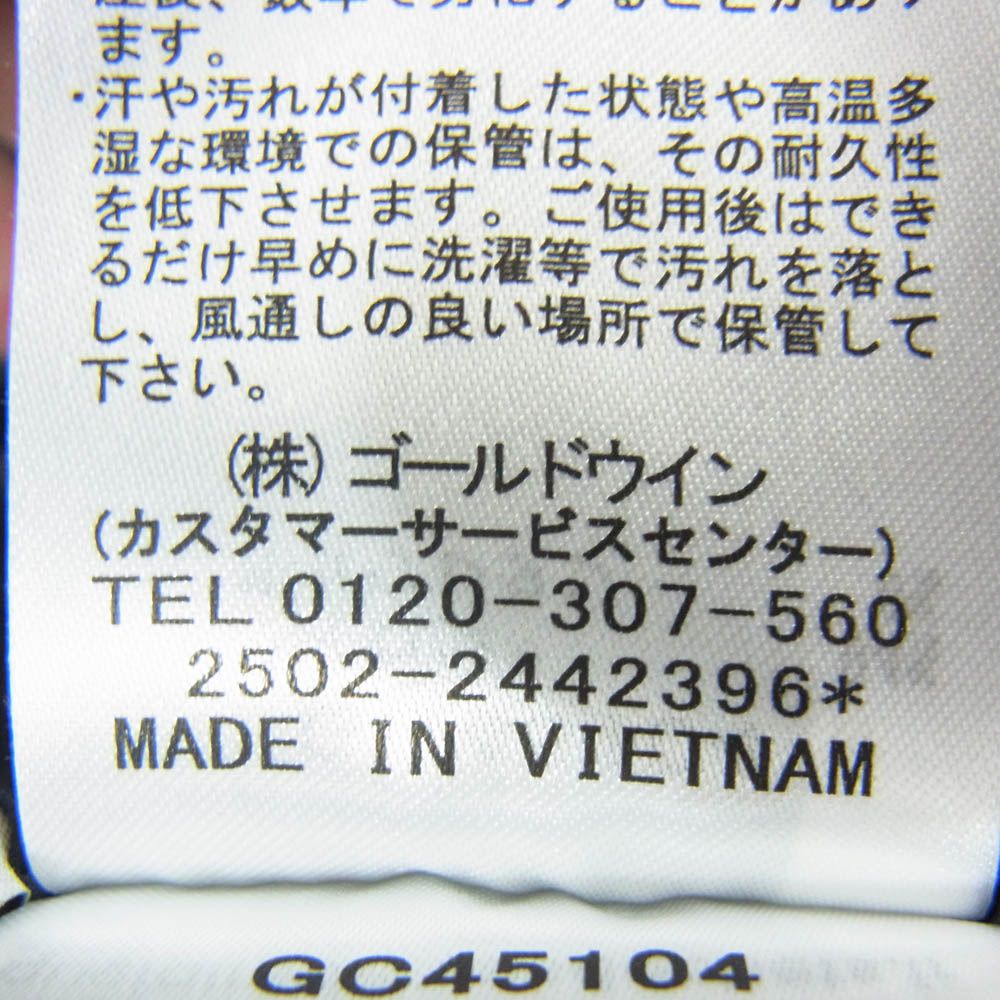 ます。
・汗や汚れが付着した状態や高温多
湿な環境での保管は、その耐久性
を低下させます。ご使用後はでき
るだけ早めに洗濯等で汚れを落と
し、風通しの良い場所で保管して
下さい。
(株)ゴールドウイン
(カスタマーサービスセンター)
TEL 0120-307-560
2502-2442396*
MADE IN VIETNAM
GC45104